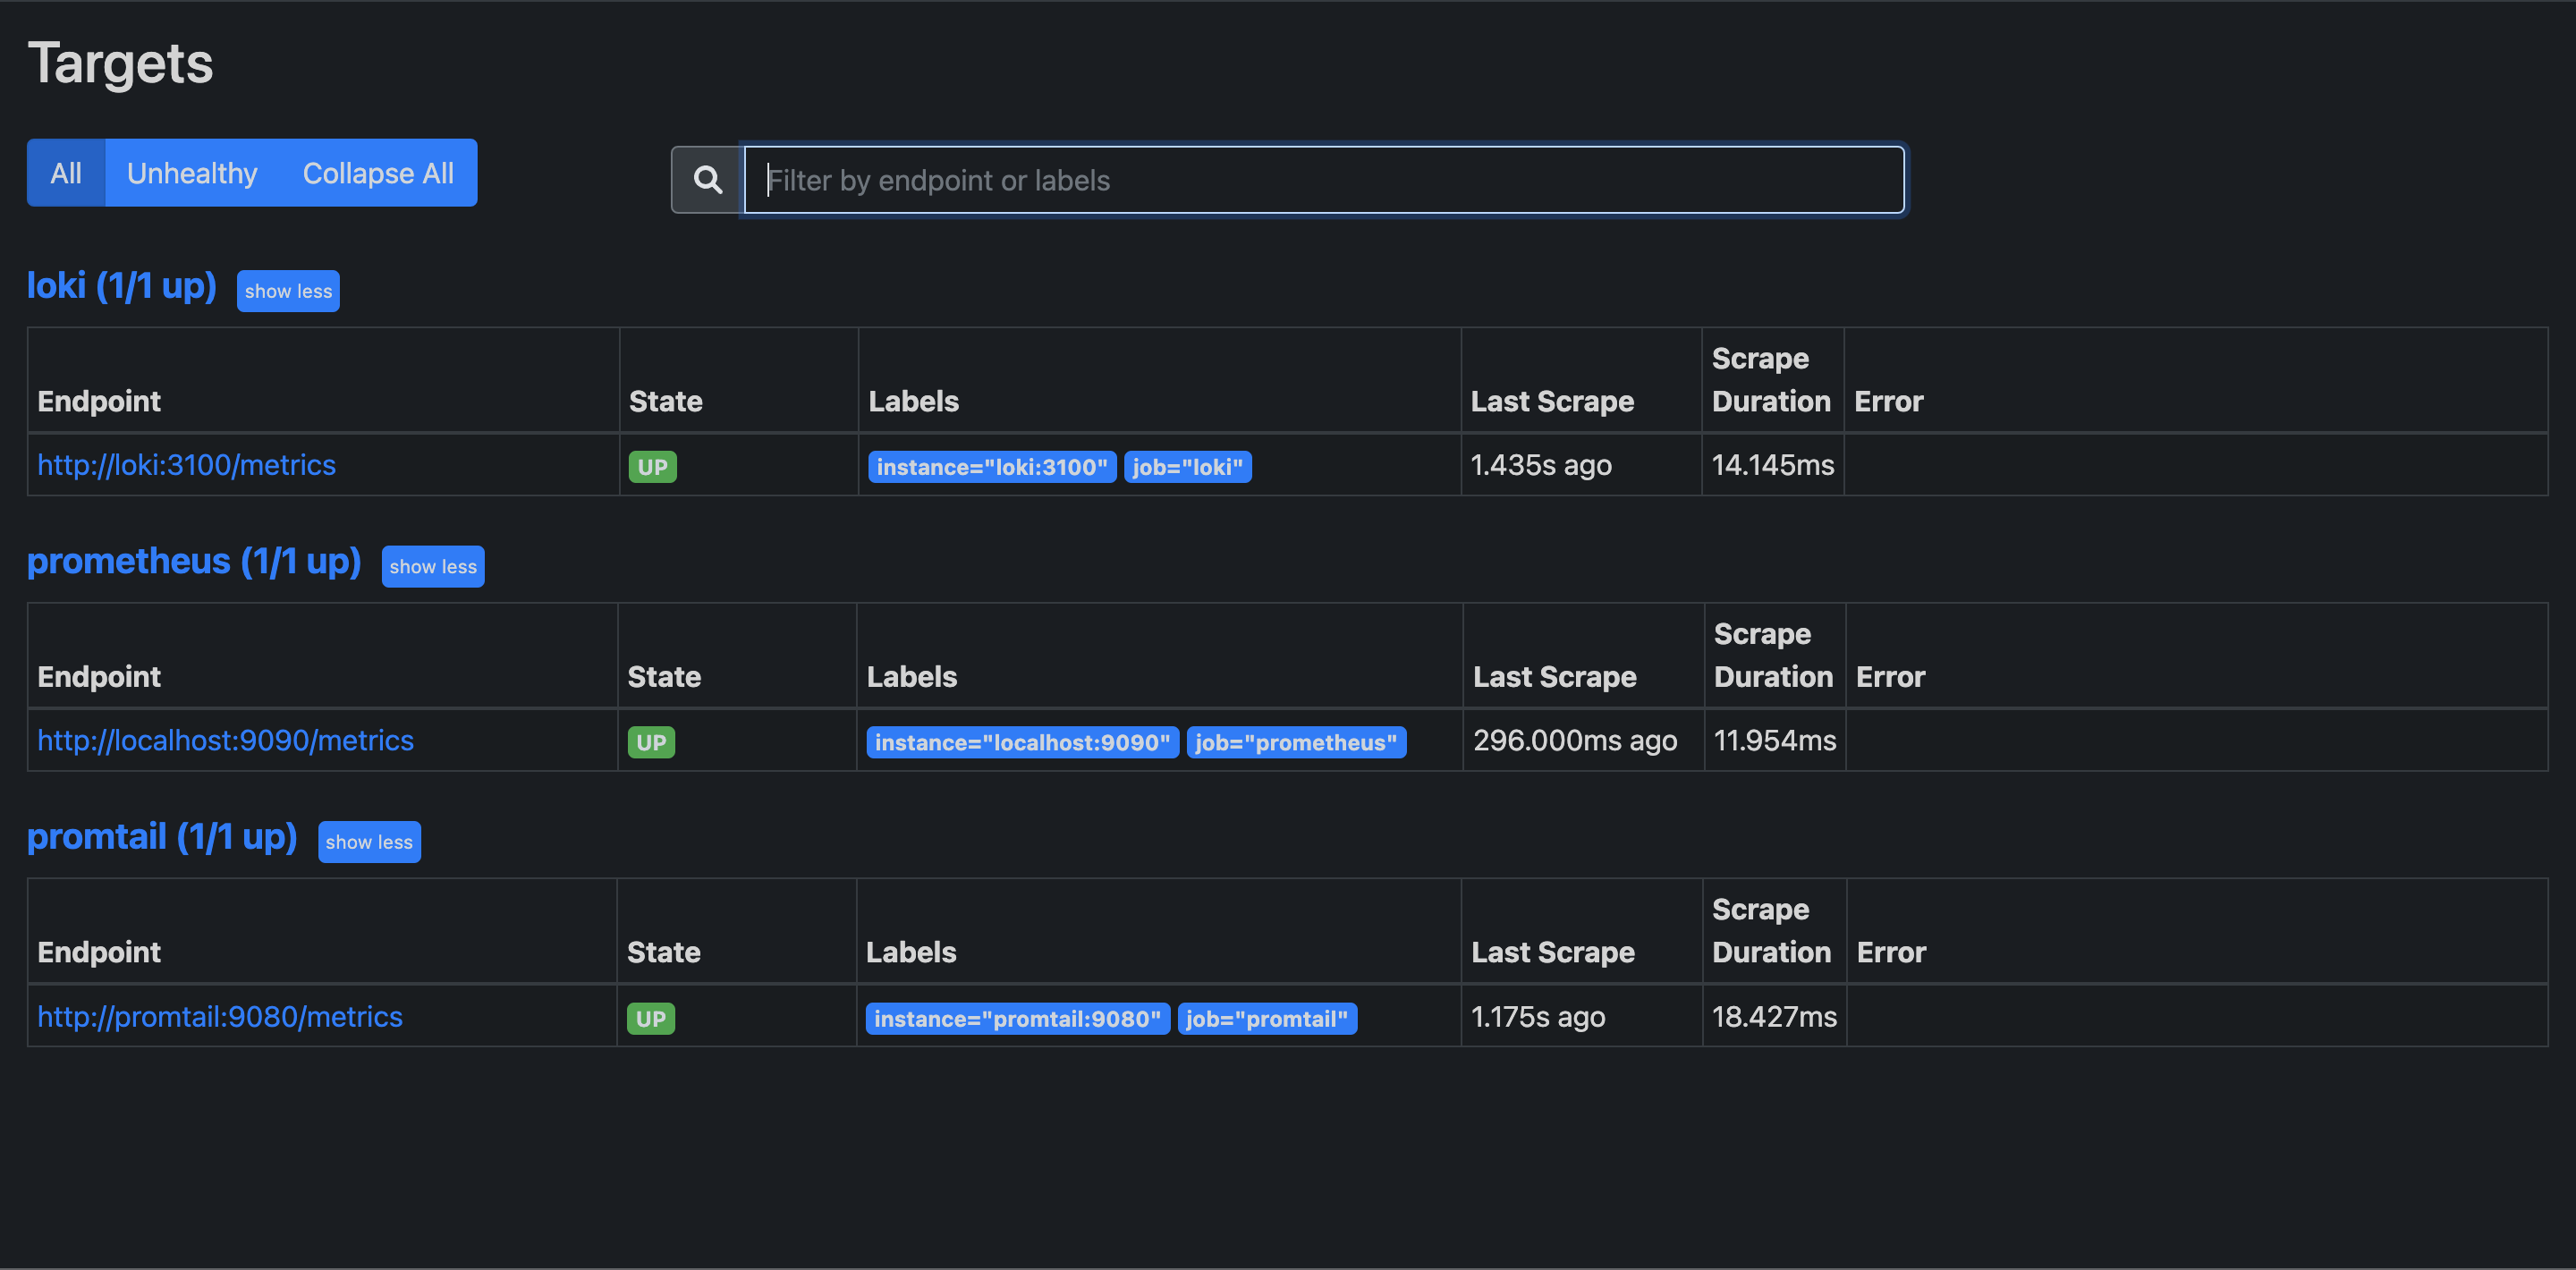 Targets
All Unhealthy Collapse All
Filter by endpoint or labels
loki (1/1 up) show less
Endpoint State Labels Last Scrape Scrape Duration Error
http://loki:3100/metrics UP instance="loki:3100" job="loki" 1.435s ago 14.145ms
prometheus (1/1 up) show less
Endpoint State Labels Last Scrape Scrape Duration Error
http://localhost:9090/metrics UP instance="localhost:9090" job="prometheus" 296.000ms ago 11.954ms
promtail (1/1 up) show less
Endpoint State Labels Last Scrape Scrape Duration Error
http://promtail:9080/metrics UP instance="promtail:9080" job="promtail" 1.175s ago 18.427ms